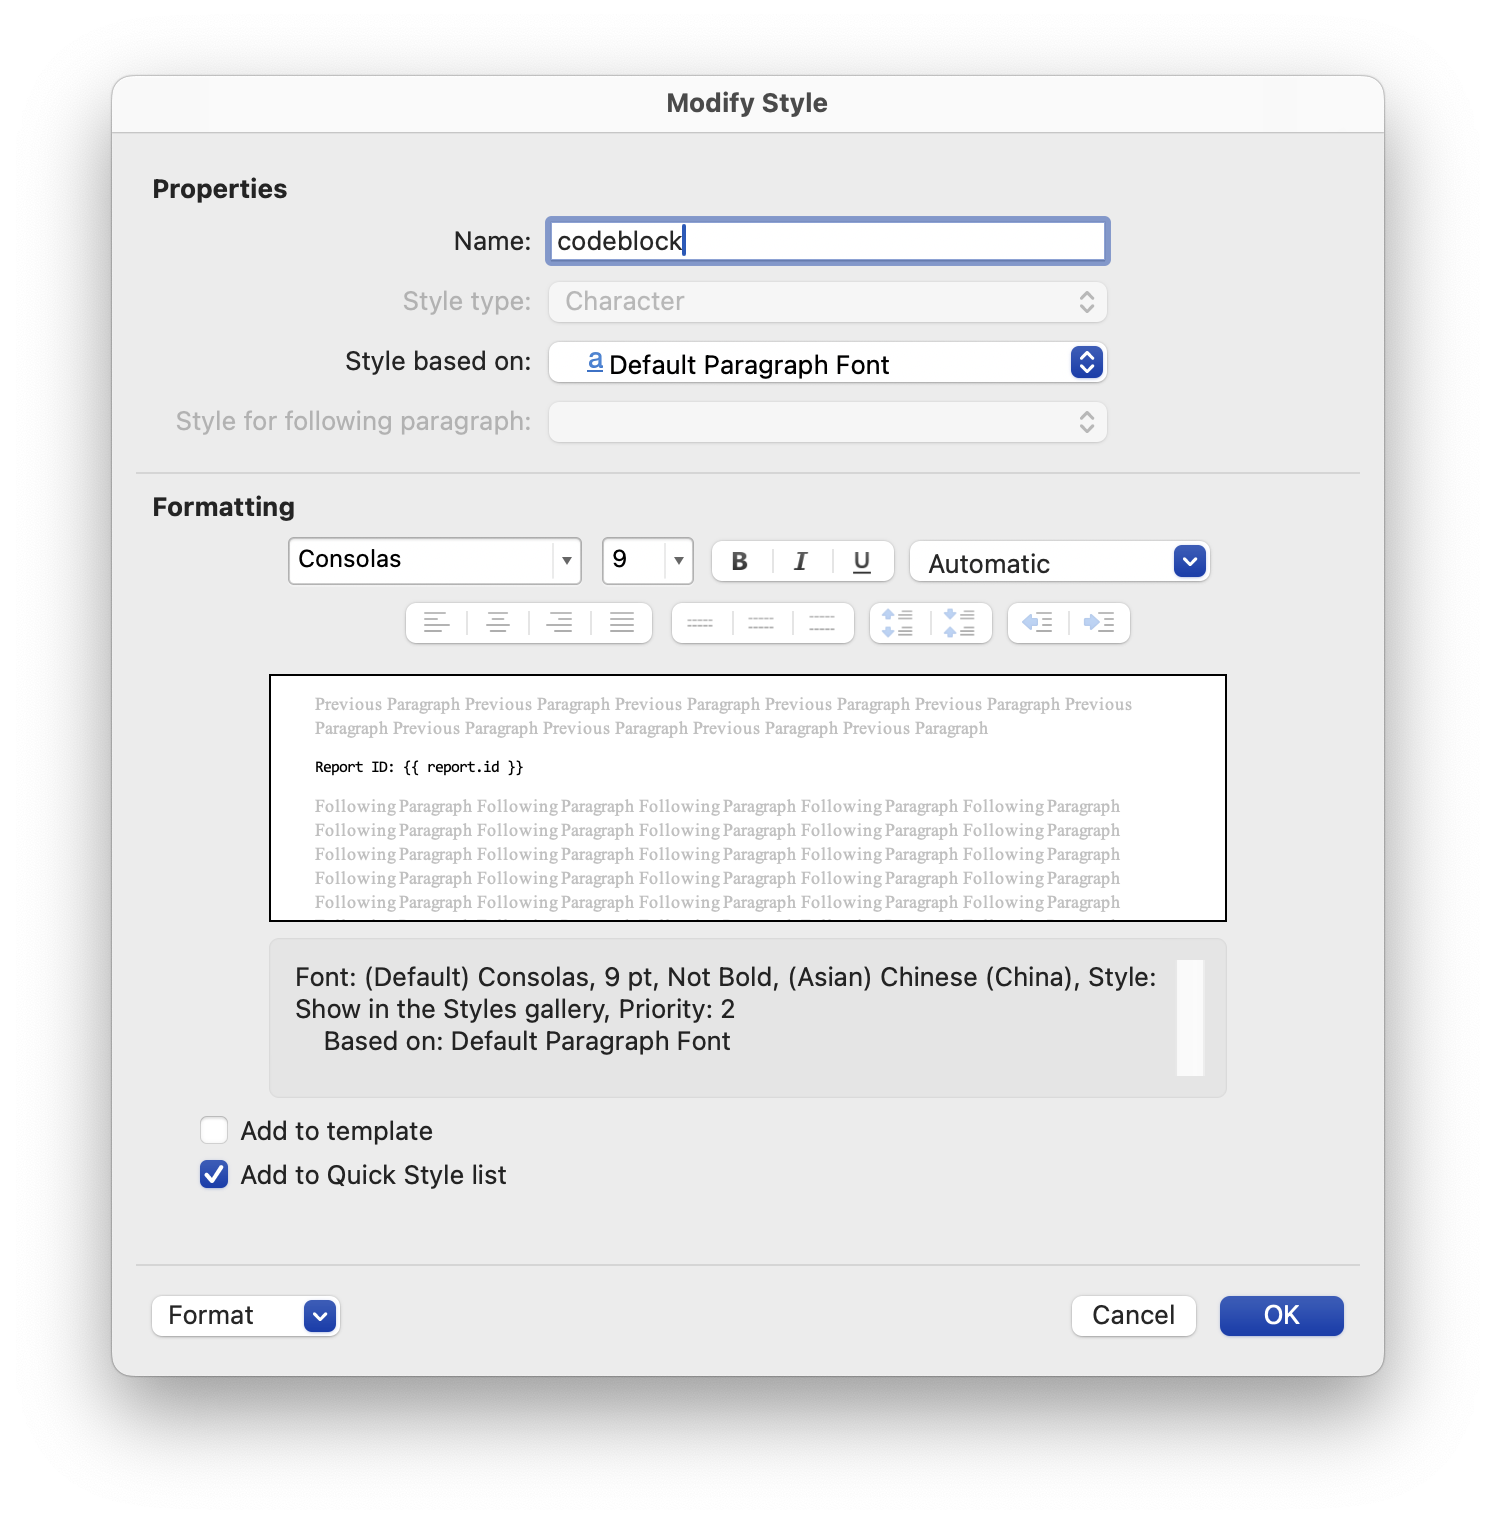 Modify Style
Properties
Name: codeblock
Style type: Character
Style based on: a Default Paragraph Font
Style for following paragraph:
Formatting
Consolas 9 B I U Automatic
Previous Paragraph Previous Paragraph Previous Paragraph Previous Paragraph Previous Paragraph Previous
Paragraph Previous Paragraph Previous Paragraph Previous Paragraph Previous Paragraph
Report ID: {{ report.id }}
Following Paragraph Following Paragraph Following Paragraph Following Paragraph Following Paragraph
Following Paragraph Following Paragraph Following Paragraph Following Paragraph Following Paragraph
Following Paragraph Following Paragraph Following Paragraph Following Paragraph Following Paragraph
Following Paragraph Following Paragraph Following Paragraph Following Paragraph Following Paragraph
Following Paragraph Following Paragraph Following Paragraph Following Paragraph Following Paragraph
Font: (Default) Consolas, 9 pt, Not Bold, (Asian) Chinese (China), Style:
Show in the Styles gallery, Priority: 2
Based on: Default Paragraph Font
Add to template
Add to Quick Style list
Format Cancel OK